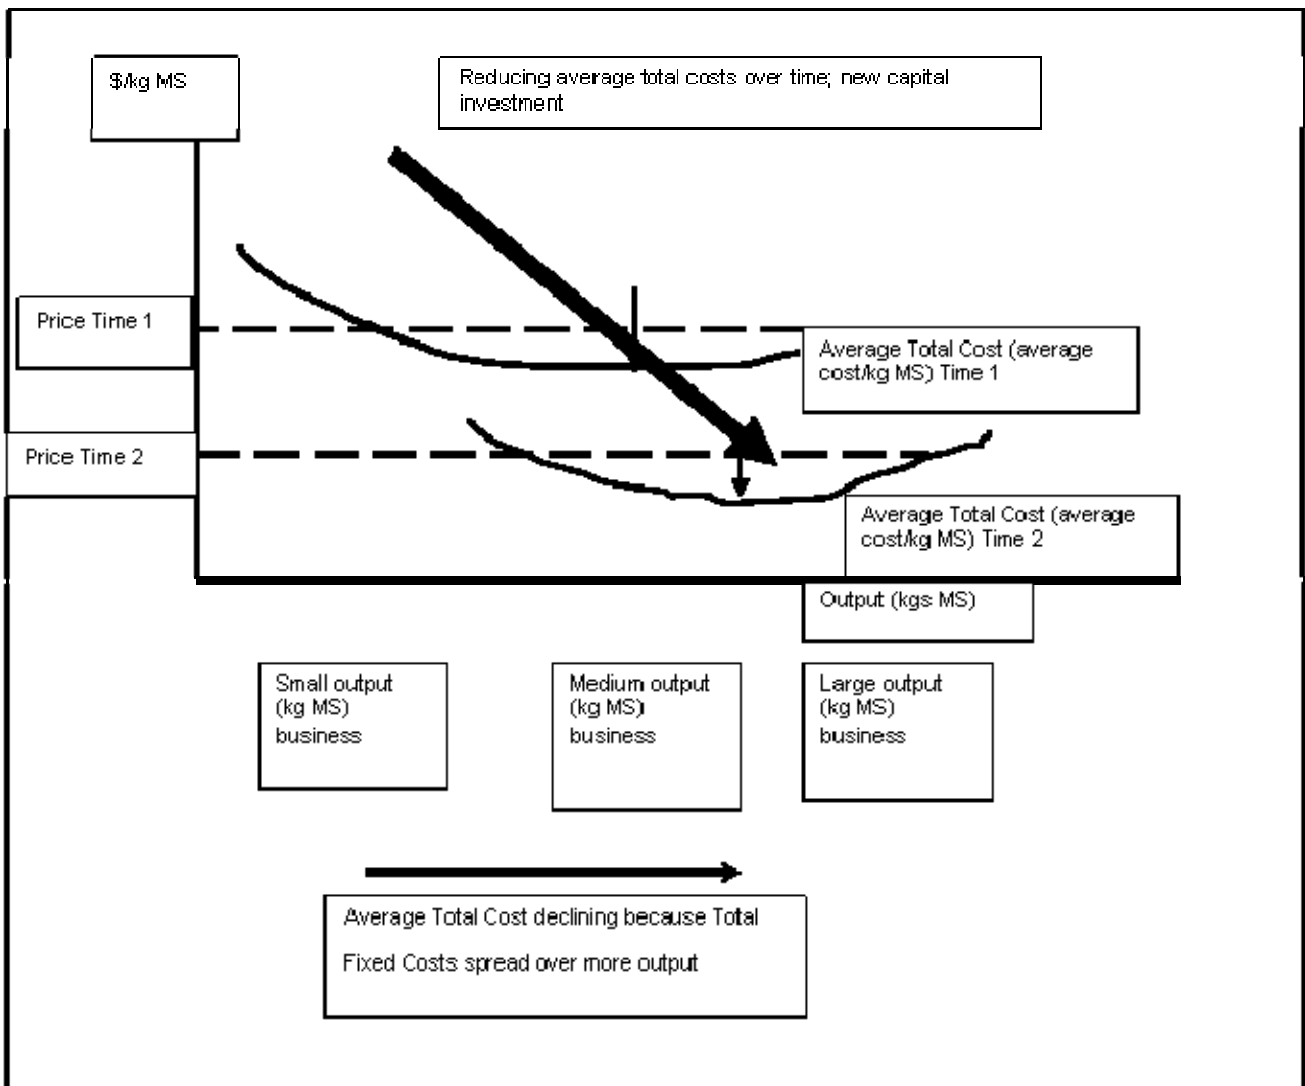 $/kg MS
Reducing average total costs over time; new capital
investment
Price Time 1
Average Total Cost (average
cost/kg MS) Time 1
Price Time 2
Average Total Cost (average
cost/kg MS) Time 2
Output (kgs MS)
Small output
(kg MS)
business
Medium output
(kg MS)
business
Large output
(kg MS)
business
Average Total Cost declining because Total
Fixed Costs spread over more output